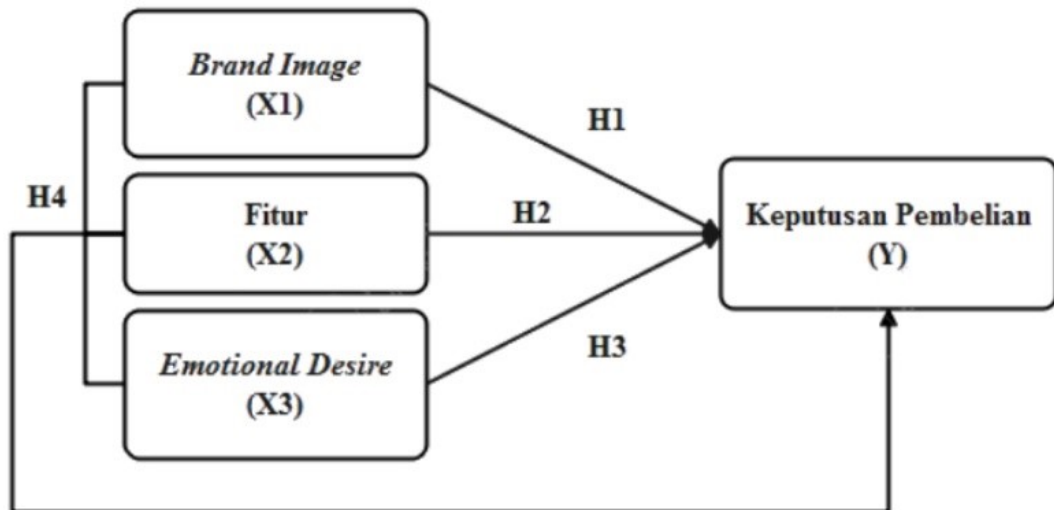 Brand Image
(X1)
H1
H4
Fitur
(X2)
H2
Keputusan Pembelian
(Y)
Emotional Desire
(X3)
H3